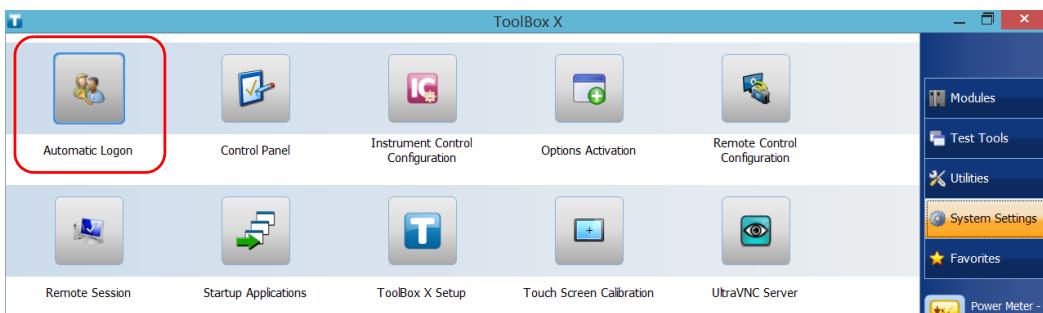 ToolBox X
Automatic Logon
Control Panel
Instrument Control
Configuration
Options Activation
Remote Control
Configuration
Remote Session
Startup Applications
ToolBox X Setup
Touch Screen Calibration
UltraVNC Server
Modules
Test Tools
Utilities
System Settings
Favorites
Power Meter -